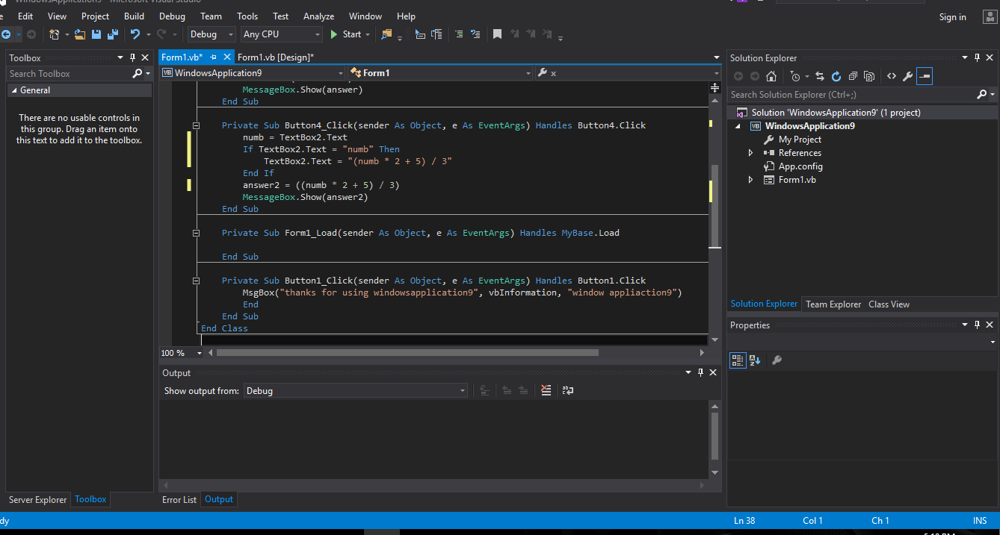 WindowsApplication9 - Microsoft Visual Studio
Edit View Project Build Debug Team Tools Test Analyze Window Help
Sign in
Debug Any CPU Start
Toolbox
Search Toolbox
General
There are no usable controls in
this group. Drag an item onto
this text to add it to the toolbox.
Server Explorer Toolbox
Form1.vb* Form1.vb [Design]*
VB WindowsApplication9 Form1 x
MessageBox.Show(answer)
End Sub
Private Sub Button4_Click(sender As Object, e As EventArgs) Handles Button4.Click
numb = TextBox2.Text
If TextBox2.Text = "numb" Then
TextBox2.Text = "(numb * 2 + 5) / 3"
End If
answer2 = ((numb * 2 + 5) / 3)
MessageBox.Show(answer2)
End Sub
Private Sub Form1_Load(sender As Object, e As EventArgs) Handles MyBase.Load
End Sub
Private Sub Button1_Click(sender As Object, e As EventArgs) Handles Button1.Click
MsgBox("thanks for using windowsapplication9", vbInformation, "window appliaction9")
End
End Sub
End Class
100 %
Output
Show output from: Debug
Error List Output
Solution Explorer
Search Solution Explorer (Ctrl+;)
Solution 'WindowsApplication9' (1 project)
VB WindowsApplication9
My Project
References
App.config
Form1.vb
Solution Explorer Team Explorer Class View
Properties
dy Ln 38 Col 1 Ch 1 INS